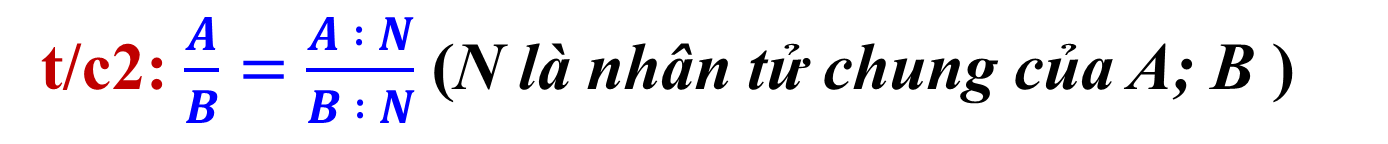 t/c2: A/B = A : N/B : N (N là nhân tử chung của A; B )